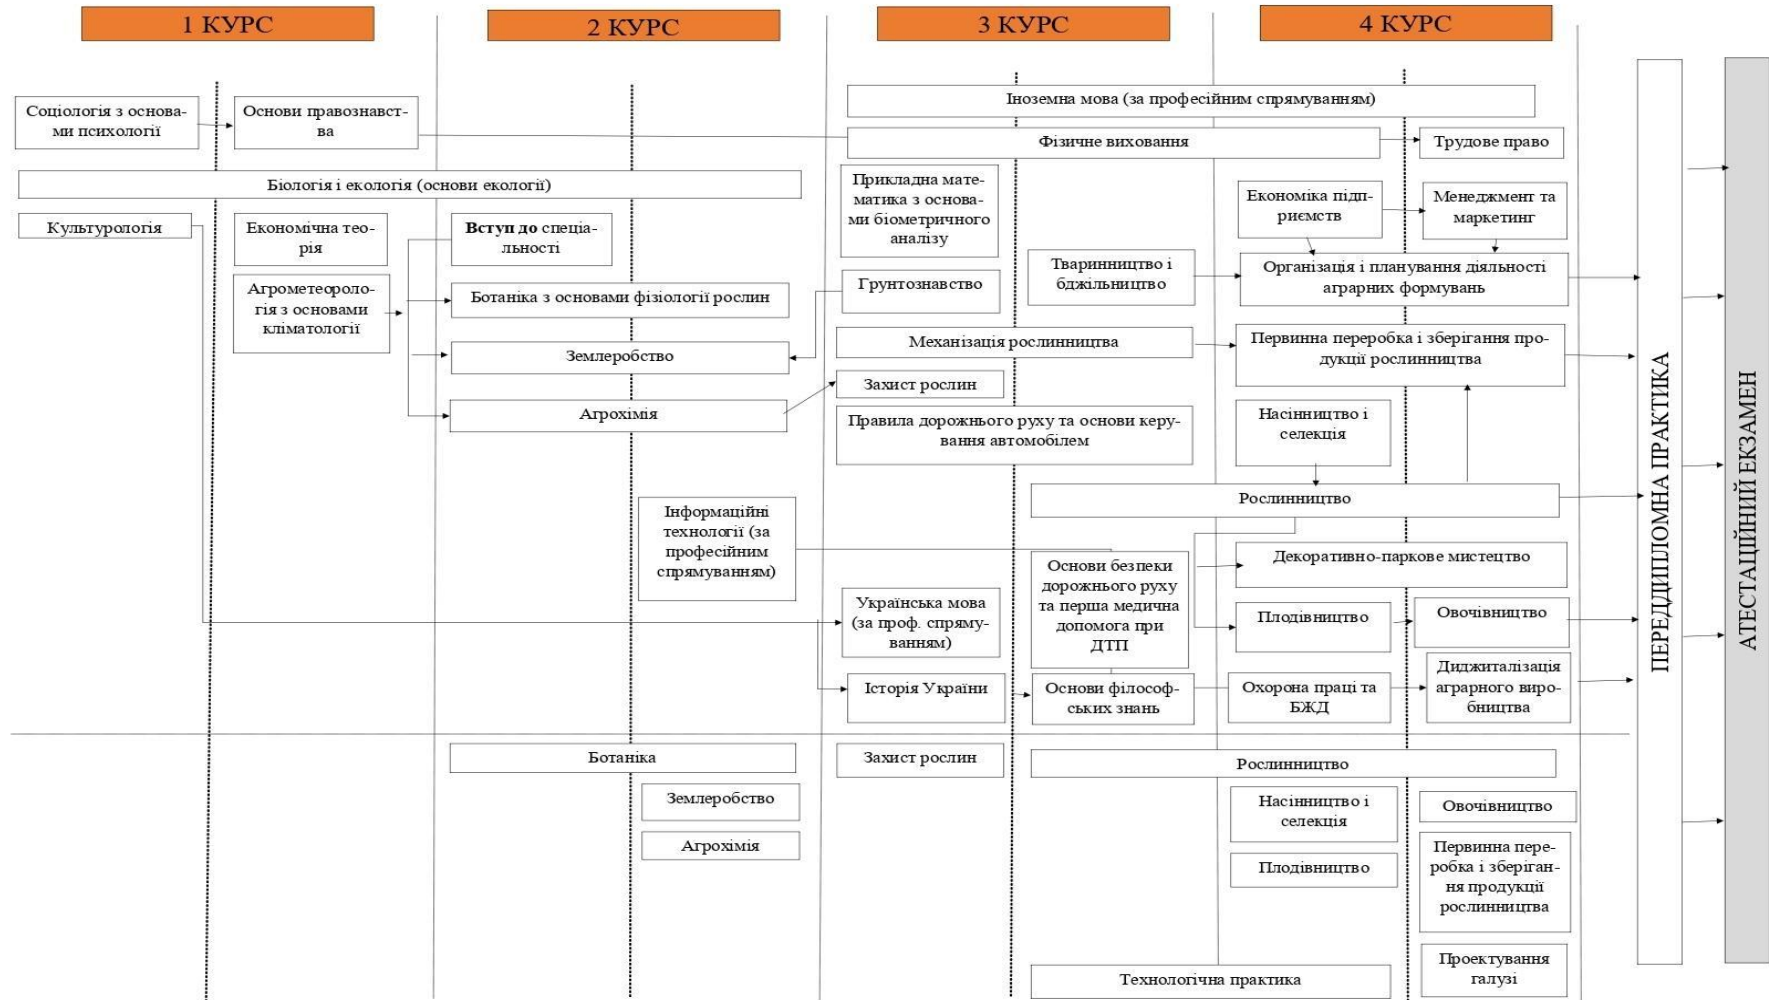 1 КУРС
2 КУРС
3 КУРС
4 КУРС
Соціологія з основа-
ми психології
Основи правознавст-
ва
Іноземна мова (за професійним спрямуванням)
Фізичне виховання
Трудове право
Біологія і екологія (основи екології)
Культурологія
Економічна тео-
рія
Вступ до спеціа-
льності
Прикладна мате-
матика з основа-
ми біометричного
аналізу
Економіка підп-
риємств
Менеджмент та
маркетинг
Агрометеороло-
гія з основами
кліматології
Ботаніка з основами фізіології рослин
Грунтознавство
Тваринництво і
бджільництво
Організація і планування діяльності
аграрних формувань
Землеробство
Механізація рослинництва
Первинна переробка і зберігання про-
дукції рослинництва
Агрохімія
Захист рослин
Правила дорожнього руху та основи керу-
вання автомобілем
Насінництво і
селекція
Рослинництво
Інформаційні
технології (за
професійним
спрямуванням)
Основи безпеки
дорожнього руху
та перша медична
допомога при
ДТП
Декоративно-паркове мистецтво
Українська мова
(за проф. спряму-
ванням)
Плодівництво
Овочівництво
Історія України
Основи філософ-
ських знань
Охорона праці та
БЖД
Диджиталізація
аграрного виро-
бництва
Ботаніка
Захист рослин
Рослинництво
Землеробство
Насінництво і
селекція
Овочівництво
Агрохімія
Плодівництво
Первинна пере-
робка і зберіган-
ня продукції
рослинництва
Технологічна практика
Проектування
галузі
ПЕРЕДДИПЛОМНА ПРАКТИКА
АТЕСТАЦІЙНИЙ ЕКЗАМЕН